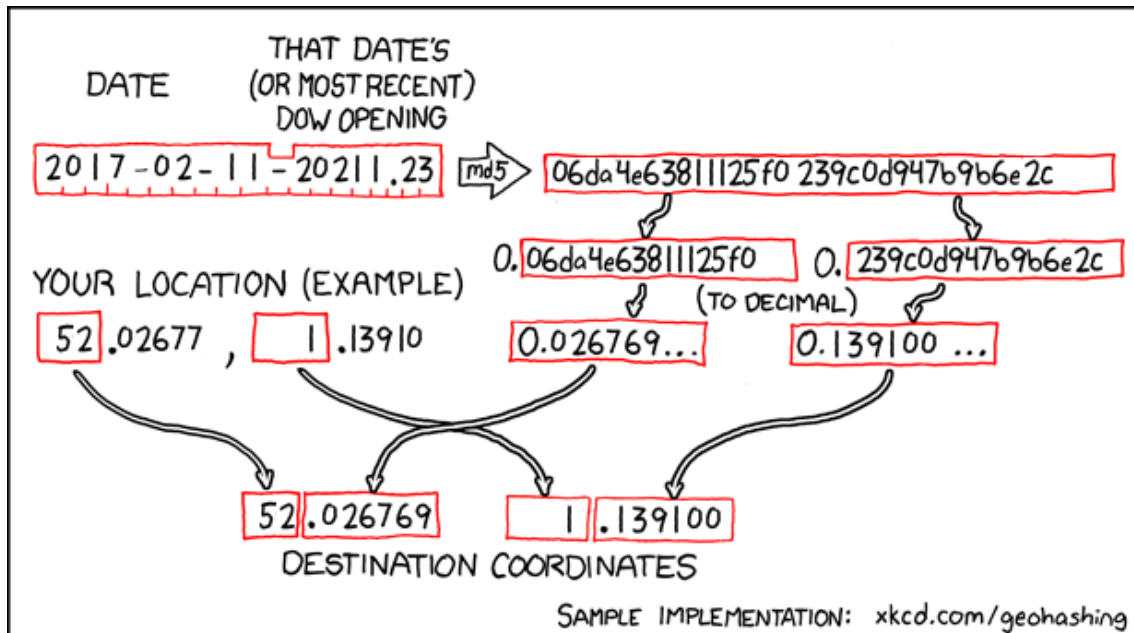 DATE
THAT DATE'S
(OR MOST RECENT)
DOW OPENING
2017-02-11-20211.23
md5
06da4e63811125f0 239c0d947b9b6e2c
0.06da4e63811125f0
0.239c0d947b9b6e2c
(TO DECIMAL)
YOUR LOCATION (EXAMPLE)
52.02677, 1.13910
0.026769...
0.139100 ...
52.026769
1.139100
DESTINATION COORDINATES
SAMPLE IMPLEMENTATION: xkcd.com/geohashing